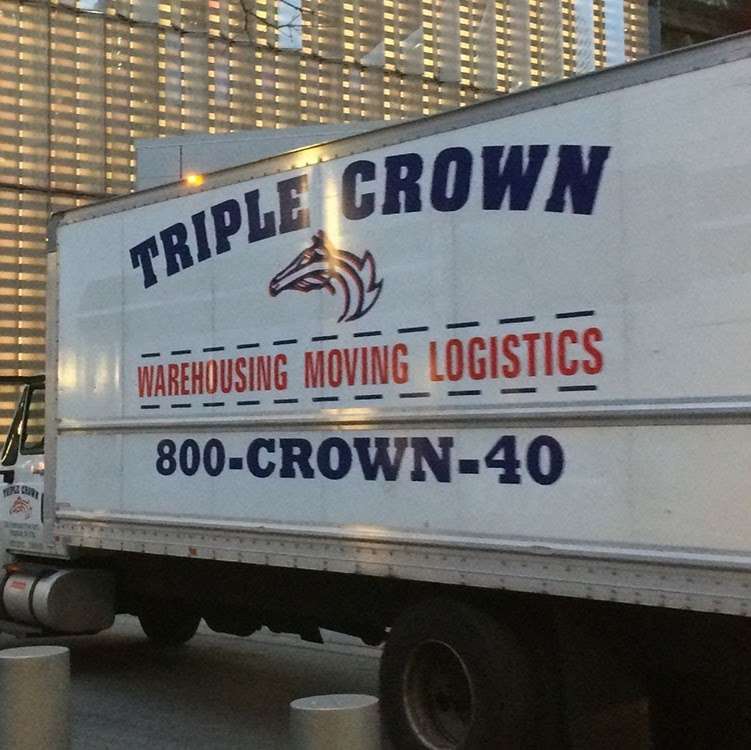 TRIPLE CROWN
WAREHOUSING MOVING LOGISTICS
800-CROWN-40
TRIPLE CROWN